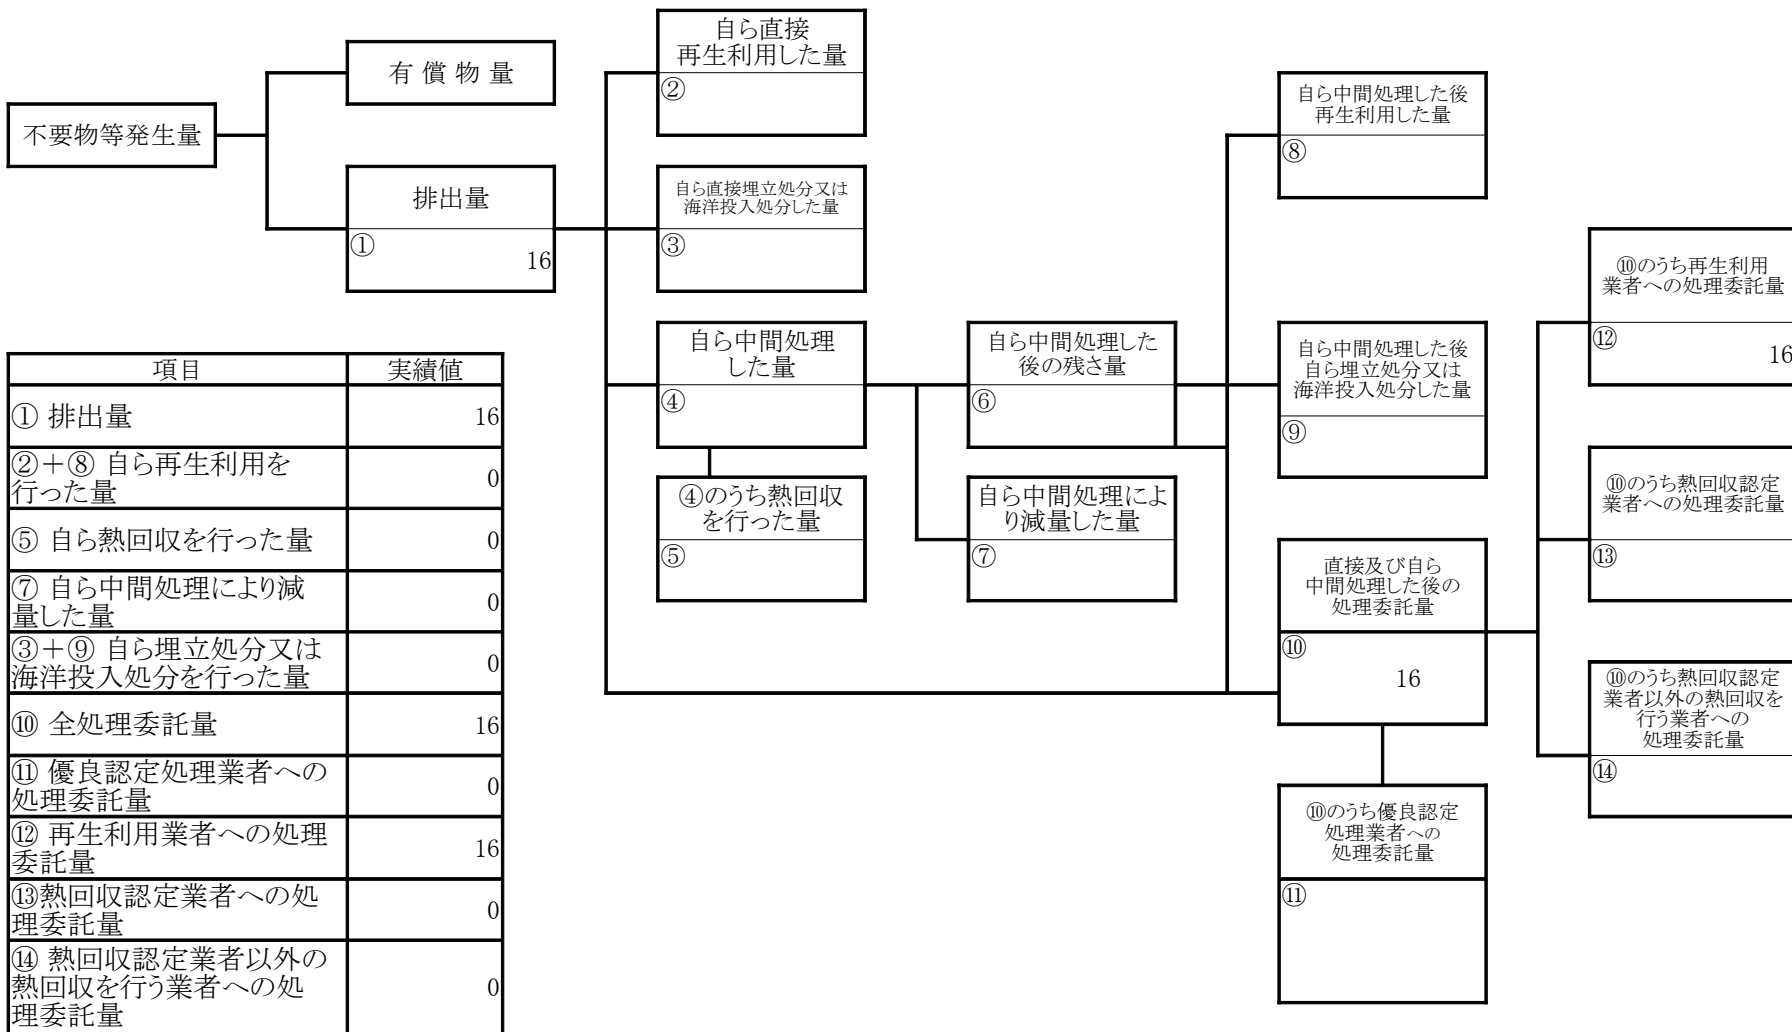 不要物等発生量
有 償 物 量
排出量
①
16
自ら直接
再生利用した量
②
自ら直接埋立処分又は
海洋投入処分した量
③
自ら中間処理
した量
④
④のうち熱回収
を行った量
⑤
自ら中間処理した
後の残さ量
⑥
自ら中間処理によ
り減量した量
⑦
自ら中間処理した後
再生利用した量
⑧
自ら中間処理した後
自ら埋立処分又は
海洋投入処分した量
⑨
直接及び自ら
中間処理した後の
処理委託量
⑩
16
⑩のうち優良認定
処理業者への
処理委託量
⑪
⑩のうち再生利用
業者への処理委託量
⑫
16
⑩のうち熱回収認定
業者への処理委託量
⑬
⑩のうち熱回収認定
業者以外の熱回収を
行う業者への
処理委託量
⑭
項目 実績値
① 排出量 16
②+⑧ 自ら再生利用を
行った量 0
⑤ 自ら熱回収を行った量 0
⑦ 自ら中間処理により減
量した量 0
③+⑨ 自ら埋立処分又は
海洋投入処分を行った量 0
⑩ 全処理委託量 16
⑪ 優良認定処理業者への
処理委託量 0
⑫ 再生利用業者への処理
委託量 16
⑬熱回収認定業者への処
理委託量 0
⑭ 熱回収認定業者以外の
熱回収を行う業者への処
理委託量 0